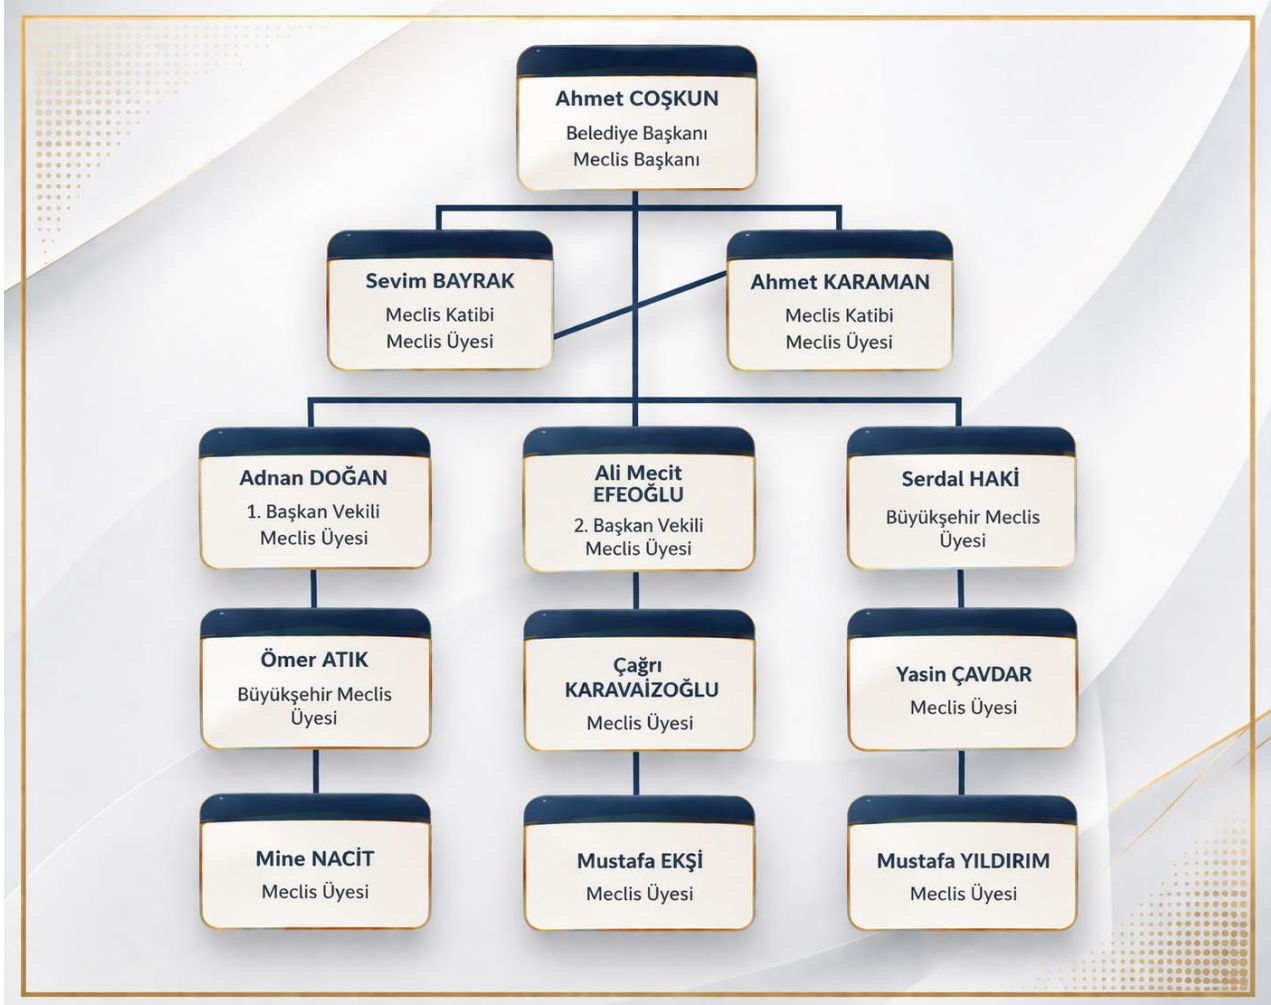 Ahmet COŞKUN
Belediye Başkanı
Meclis Başkanı
Sevim BAYRAK
Meclis Katibi
Meclis Üyesi
Ahmet KARAMAN
Meclis Katibi
Meclis Üyesi
Adnan DOĞAN
1. Başkan Vekili
Meclis Üyesi
Ali Mecit
EFEOĞLU
2. Başkan Vekili
Meclis Üyesi
Serdal HAKİ
Büyükşehir Meclis
Üyesi
Ömer ATIK
Büyükşehir Meclis
Üyesi
Çağrı
KARAVAİZOĞLU
Meclis Üyesi
Yasin ÇAVDAR
Meclis Üyesi
Mine NACİT
Meclis Üyesi
Mustafa EKŞİ
Meclis Üyesi
Mustafa YILDIRIM
Meclis Üyesi